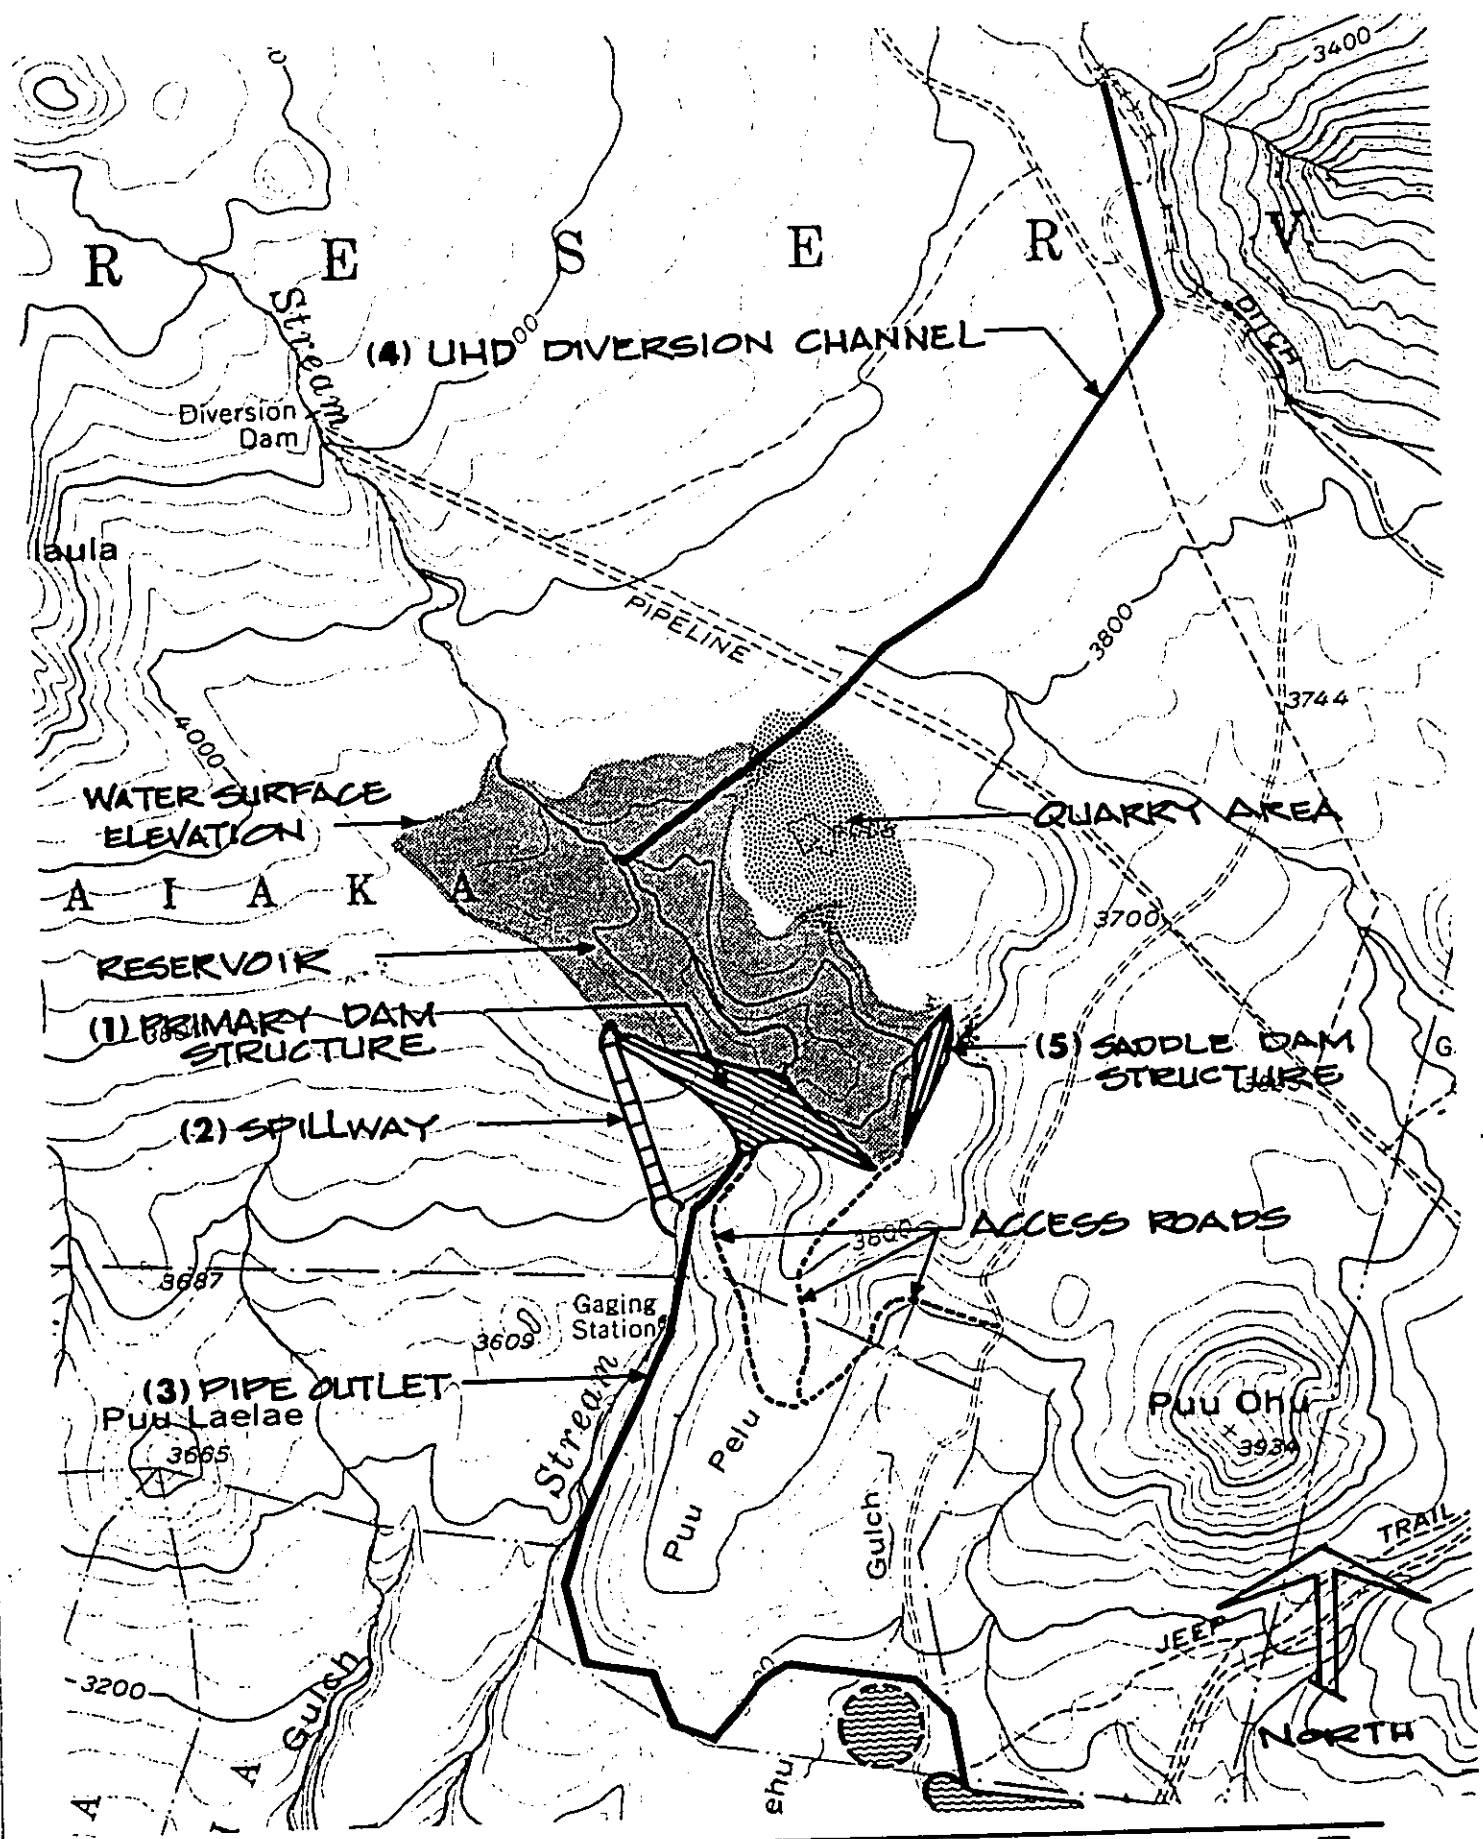 3400
R E S E R V.
Stream
DITCH
(4) UHD DIVERSION CHANNEL
Diversion
Dam
laula
PIPELINE
3800
3744
4000
WATER SURFACE
ELEVATION
QUARRY AREA
A I A K A
3700
RESERVOIR
(1) PRIMARY DAM
STRUCTURE
(5) SADDLE DAM
STRUCTURE
G
(2) SPILLWAY
ACCESS ROADS
3800
3687
Gaging
Station
3609
(3) PIPE OUTLET
Stream
Puu Laelae
3665
Puu Pelu
Puu Ohu
3934
Gulch
TRAIL
JEEP
3200
Gulch
NORTH
ehu
A
A